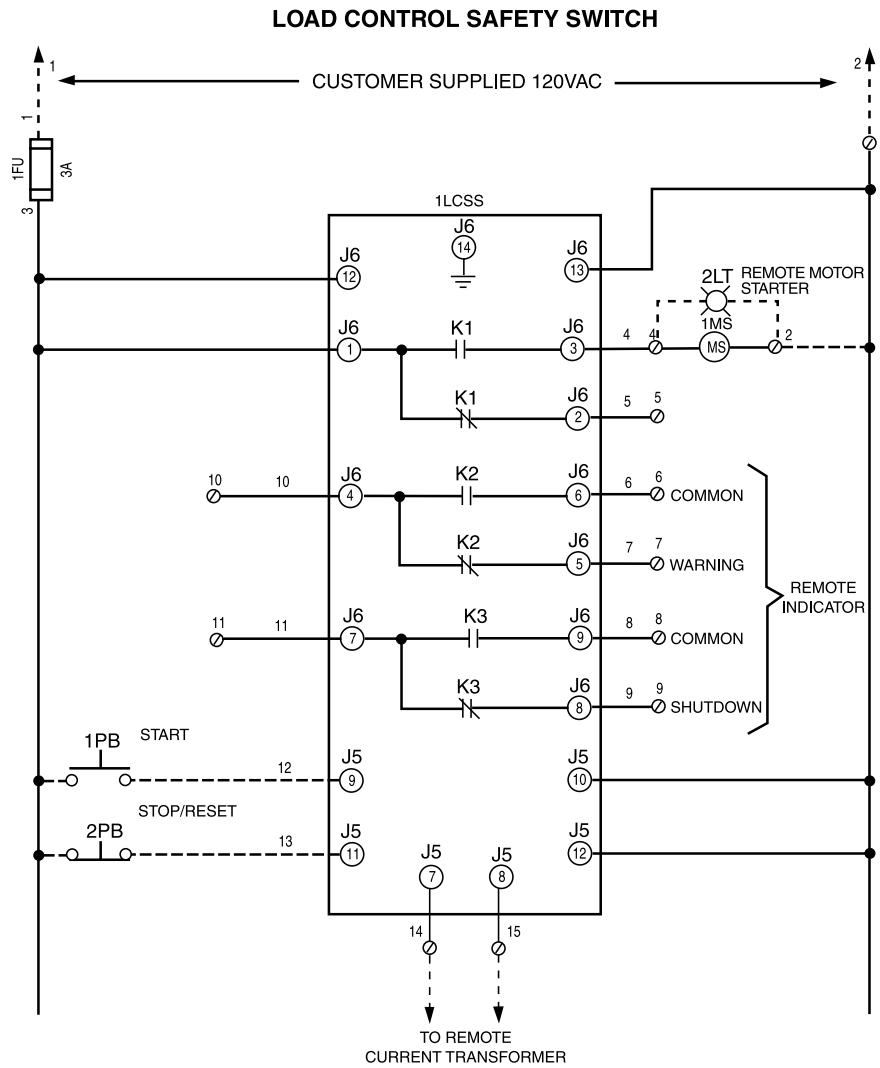 LOAD CONTROL SAFETY SWITCH
1
CUSTOMER SUPPLIED 120VAC
2
1
1FU
3A
3
1LCSS
J6
14
J6
12
J6
13
2LT
REMOTE MOTOR
STARTER
J6
1
K1
J6
3
4
4
1MS
MS
2
K1
J6
2
5
5
10
10
J6
4
K2
J6
6
6
6
COMMON
K2
J6
5
7
7
WARNING
REMOTE
INDICATOR
11
11
J6
7
K3
J6
9
8
8
COMMON
K3
J6
8
9
9
SHUTDOWN
1PB
START
12
J5
9
J5
10
STOP/RESET
2PB
13
J5
11
J5
12
J5
7
J5
8
14
15
TO REMOTE
CURRENT TRANSFORMER